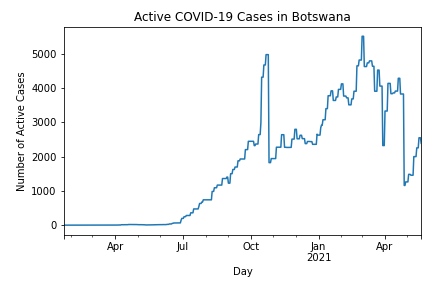 Active COVID-19 Cases in Botswana
Number of Active Cases
5000
4000
3000
2000
1000
0
Apr
Jul
Oct
Jan
2021
Apr
Day